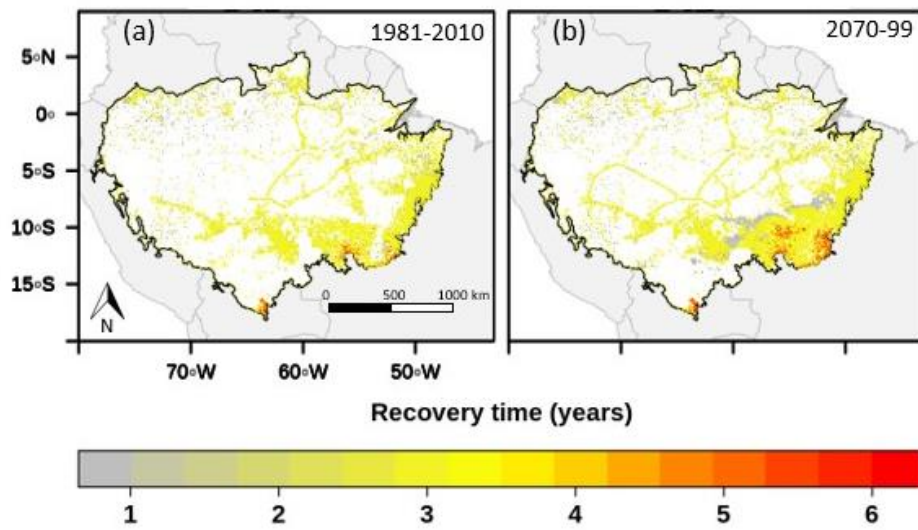 (a) 1981-2010
(b) 2070-99
5∘N
0∘
5∘S
10∘S
15∘S
N
0 500 1000 km
70∘W 60∘W 50∘W
Recovery time (years)
1 2 3 4 5 6